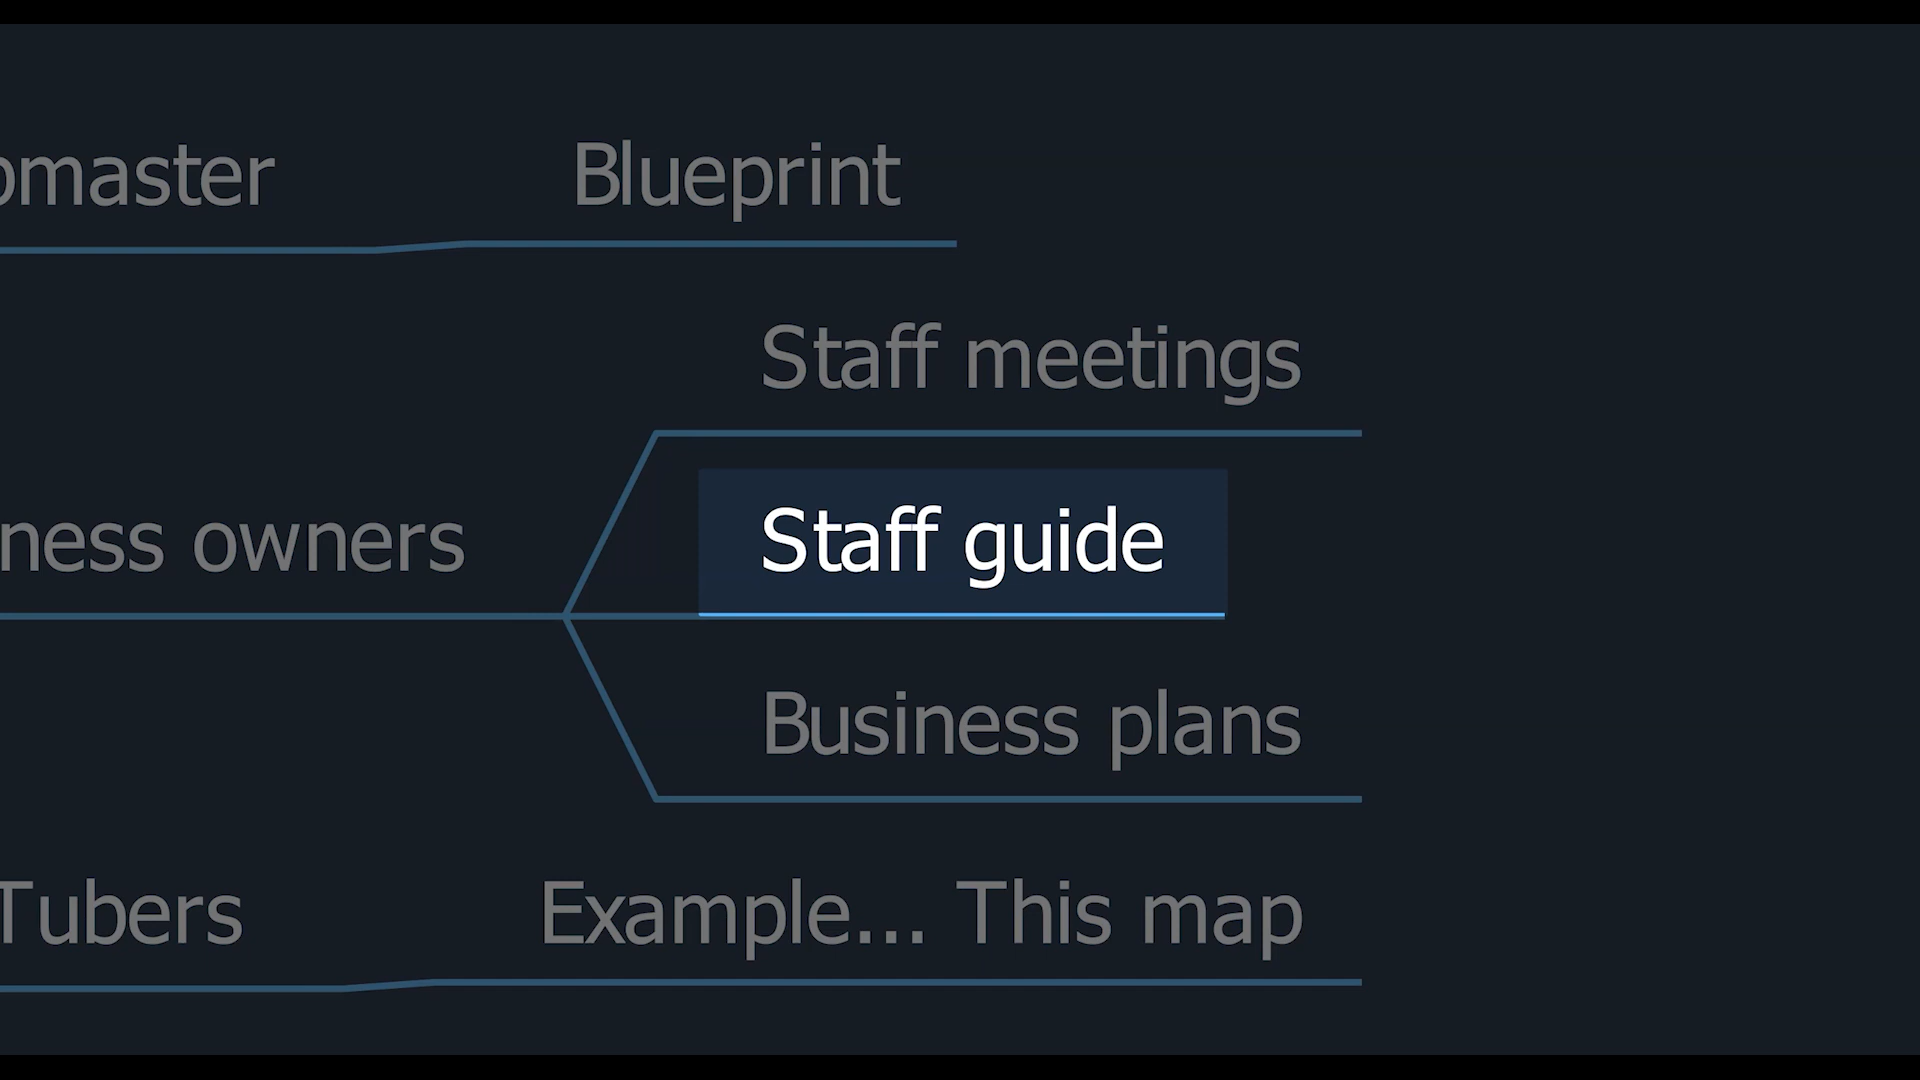 omaster Blueprint
Staff meetings
ness owners Staff guide
Business plans
Tubers Example... This map